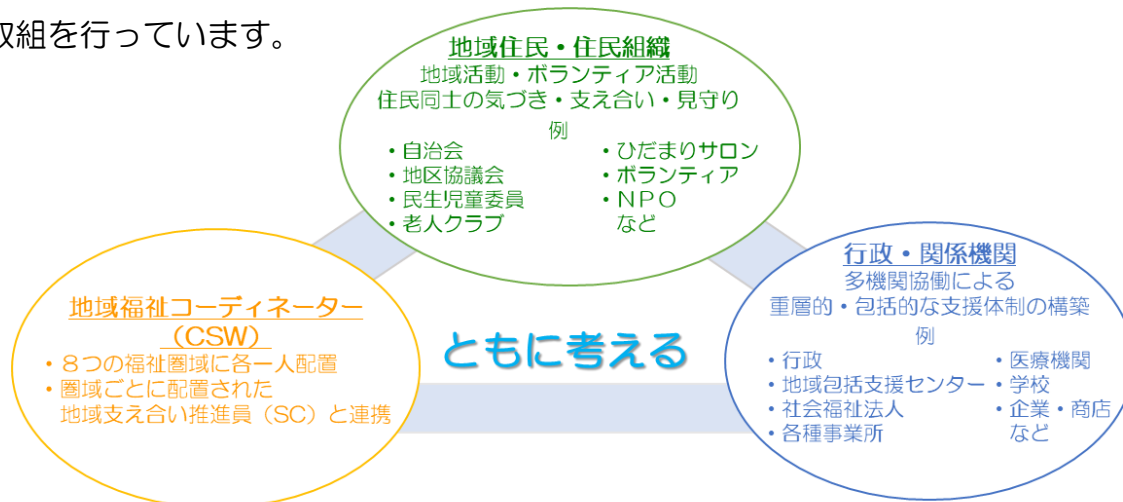 取組を行っています。
地域住民・住民組織
地域活動・ボランティア活動
住民同士の気づき・支え合い・見守り
例
・自治会
・地区協議会
・民生児童委員
・老人クラブ
・ひだまりサロン
・ボランティア
・ＮＰＯ
など
地域福祉コーディネーター
（CSW）
・８つの福祉圏域に各一人配置
・圏域ごとに配置された
地域支え合い推進員（SC）と連携
ともに考える
行政・関係機関
多機関協働による
重層的・包括的な支援体制の構築
例
・行政
・地域包括支援センター
・社会福祉法人
・各種事業所
・医療機関
・学校
・企業・商店
など